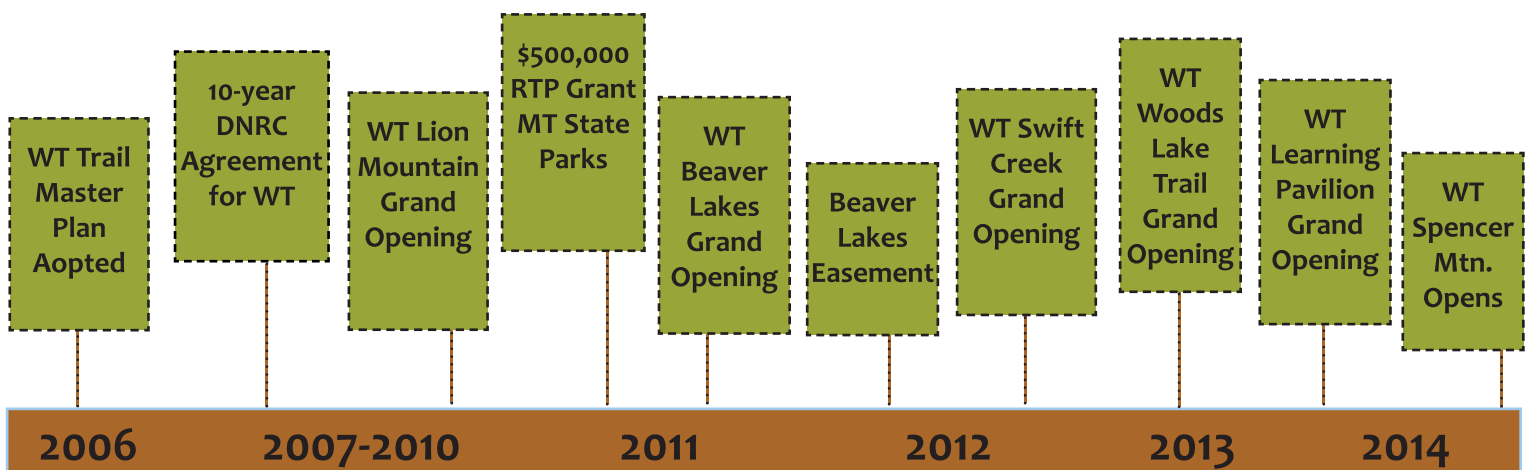 WT Trail
Master
Plan
Aopted
10-year
DNRC
Agreement
for WT
WT Lion
Mountain
Grand
Opening
$500,000
RTP Grant
MT State
Parks
WT
Beaver
Lakes
Grand
Opening
Beaver
Lakes
Easement
WT Swift
Creek
Grand
Opening
WT
Woods
Lake
Trail
Grand
Opening
WT
Learning
Pavilion
Grand
Opening
WT
Spencer
Mtn.
Opens
2006
2007-2010
2011
2012
2013
2014